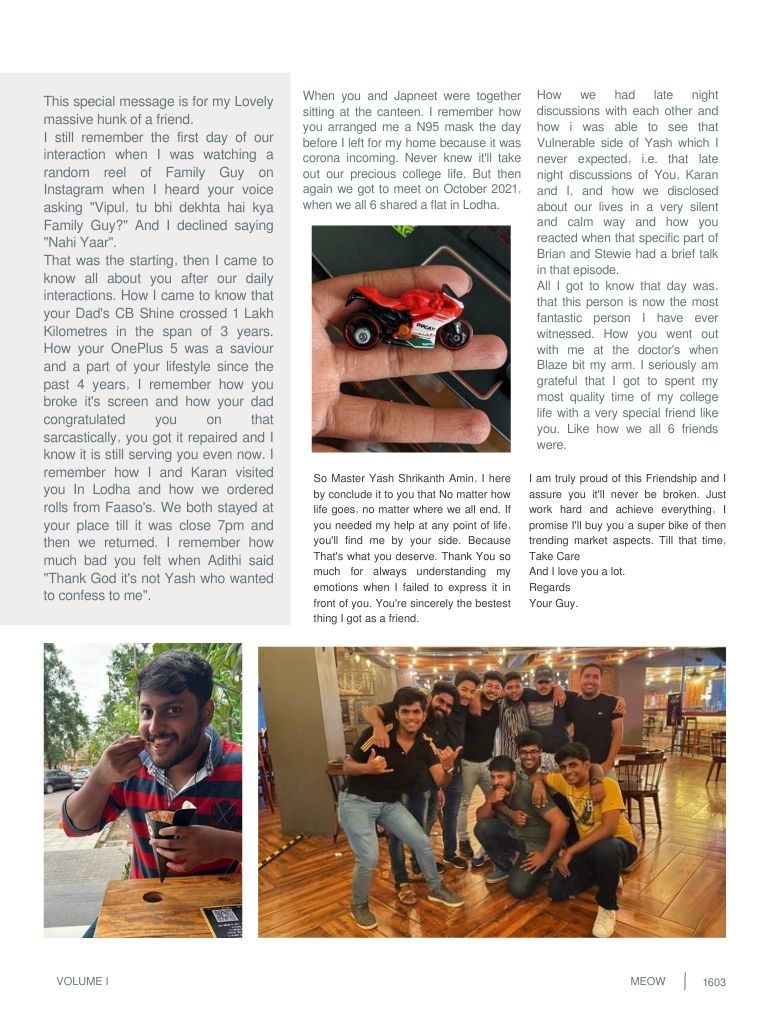 This special message is for my Lovely
massive hunk of a friend.
I still remember the first day of our
interaction when I was watching a
random reel of Family Guy on
Instagram when I heard your voice
asking "Vipul, tu bhi dekhta hai kya
Family Guy?" And I declined saying
"Nahi Yaar".
That was the starting, then I came to
know all about you after our daily
interactions. How I came to know that
your Dad's CB Shine crossed 1 Lakh
Kilometres in the span of 3 years.
How your OnePlus 5 was a saviour
and a part of your lifestyle since the
past 4 years, I remember how you
broke it's screen and how your dad
congratulated you on that
sarcastically, you got it repaired and I
know it is still serving you even now. I
remember how I and Karan visited
you In Lodha and how we ordered
rolls from Faaso's. We both stayed at
your place till it was close 7pm and
then we returned. I remember how
much bad you felt when Adithi said
"Thank God it's not Yash who wanted
to confess to me".
When you and Japneet were together
sitting at the canteen. I remember how
you arranged me a N95 mask the day
before I left for my home because it was
corona incoming. Never knew it'll take
out our precious college life. But then
again we got to meet on October 2021,
when we all 6 shared a flat in Lodha.
DUCATI
How we had late night
discussions with each other and
how i was able to see that
Vulnerable side of Yash which I
never expected, i.e. that late
night discussions of You, Karan
and I, and how we disclosed
about our lives in a very silent
and calm way and how you
reacted when that specific part of
Brian and Stewie had a brief talk
in that episode.
All I got to know that day was,
that this person is now the most
fantastic person I have ever
witnessed. How you went out
with me at the doctor's when
Blaze bit my arm. I seriously am
grateful that I got to spent my
most quality time of my college
life with a very special friend like
you. Like how we all 6 friends
were.
So Master Yash Shrikanth Amin, I here
by conclude it to you that No matter how
life goes, no matter where we all end. If
you needed my help at any point of life,
you'll find me by your side. Because
That's what you deserve. Thank You so
much for always understanding my
emotions when I failed to express it in
front of you. You're sincerely the bestest
thing I got as a friend.
I am truly proud of this Friendship and I
assure you it'll never be broken. Just
work hard and achieve everything, I
promise I'll buy you a super bike of then
trending market aspects. Till that time,
Take Care
And I love you a lot.
Regards
Your Guy.
VOLUME I
MEOW
1603